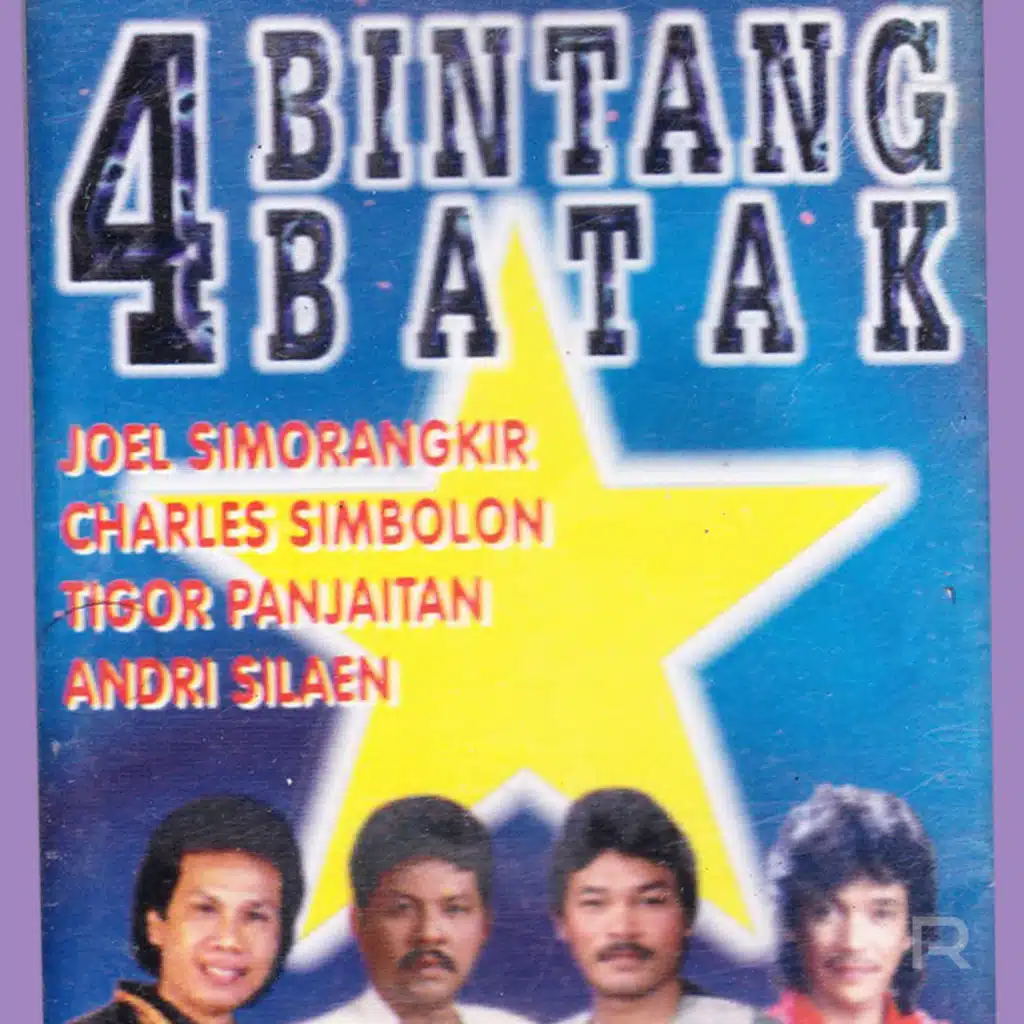 4 BINTANG
BATAK
JOEL SIMORANGKIR
CHARLES SIMBOLON
TIGOR PANJAITAN
ANDRI SILAEN
R